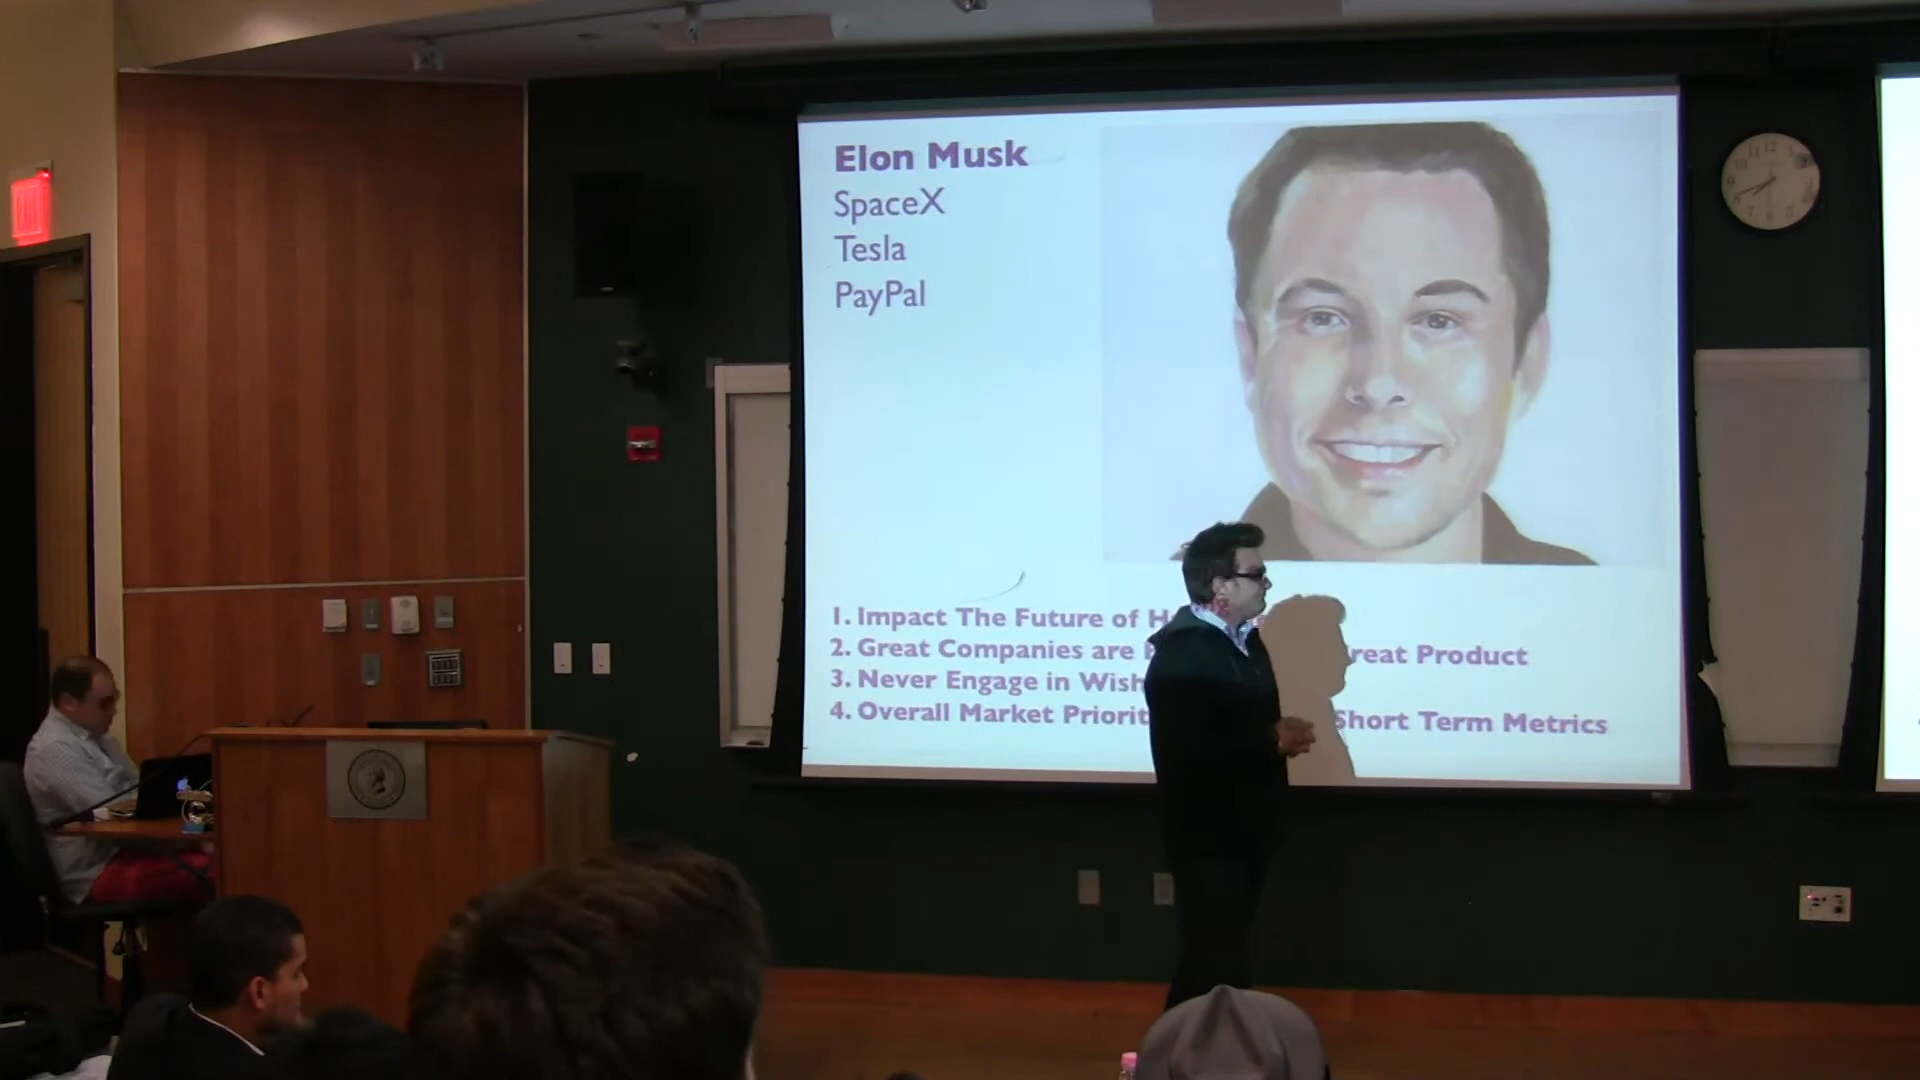 Elon Musk
SpaceX
Tesla
PayPal
1. Impact The Future of H
2. Great Companies are reat Product
3. Never Engage in Wish
4. Overall Market Priorit Short Term Metrics